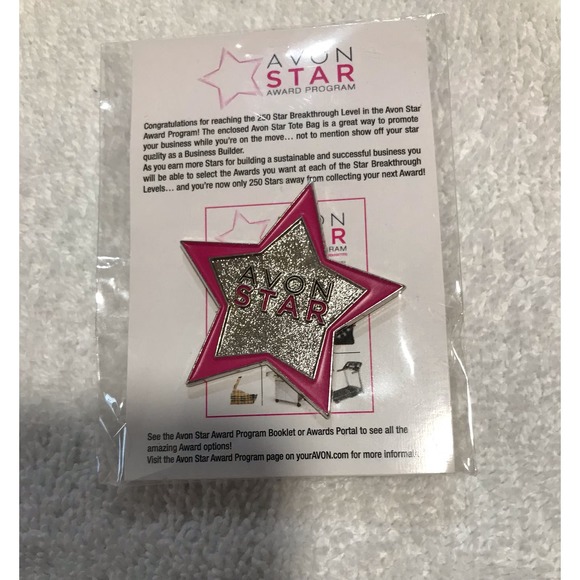 AVON
STAR
AWARD PROGRAM
Congratulations for reaching the 250 Star Breakthrough Level in the Avon Star
Award Program! The enclosed Avon Star Tote Bag is a great way to promote
your business while you're on the move… not to mention show off your star
quality as a Business Builder.
As you earn more Stars for building a sustainable and successful business you
will be able to select the Awards you want at each of the Star Breakthrough
Levels… and you're now only 250 Stars away from collecting your next Award!
ON
AR
OGRAM
AVON
STAR
See the Avon Star Award Program Booklet or Awards Portal to see all the
amazing Award options!
Visit the Avon Star Award Program page on yourAVON.com for more informat